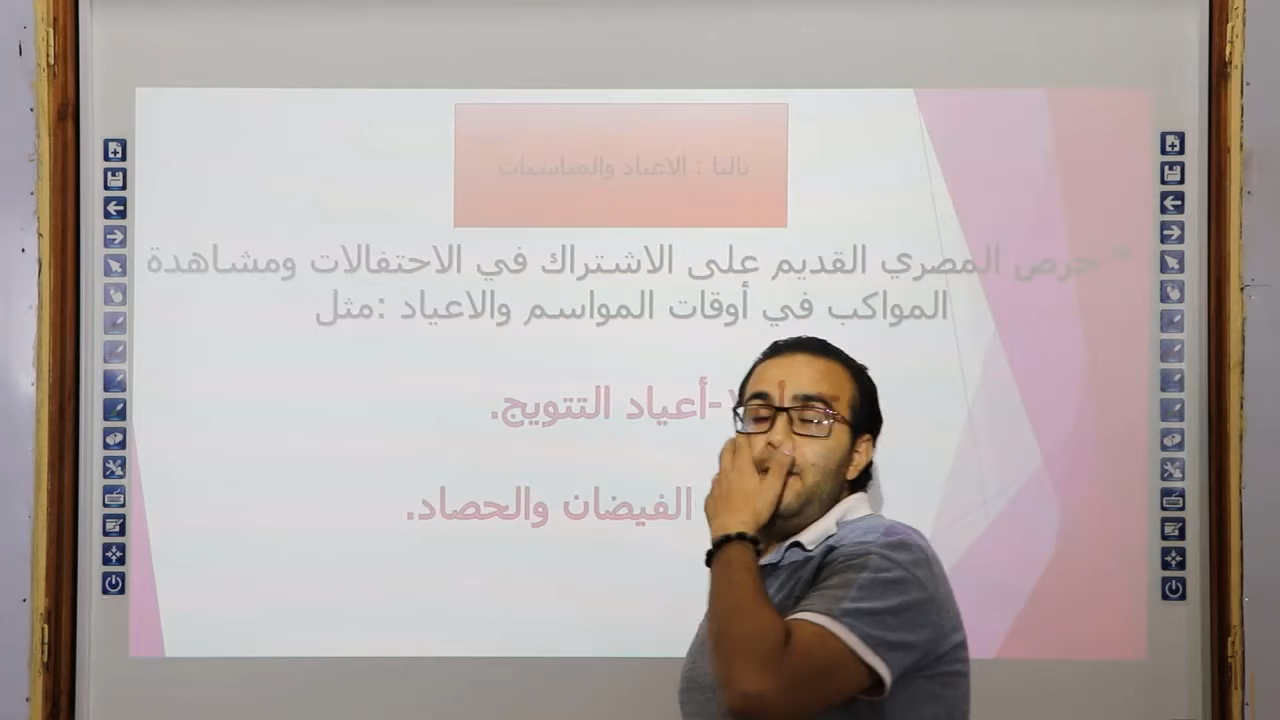 ثالثا : الاعياد والمناسبات
* حرص المصري القديم على الاشتراك في الاحتفالات ومشاهدة
المواكب في أوقات المواسم والاعياد :مثل
١-أعياد التتويج.
الفيضان والحصاد.